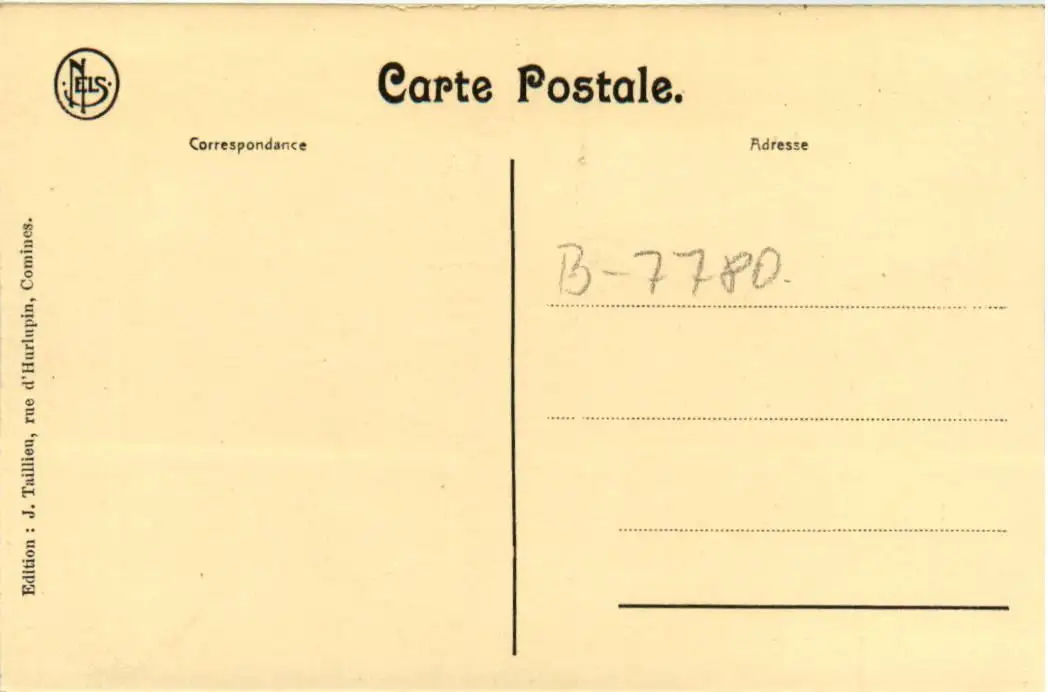 NELS
Carte Postale.
Correspondance
Adresse
Edition : J. Taillieu, rue d'Hurlupin, Comines.
B-7780.